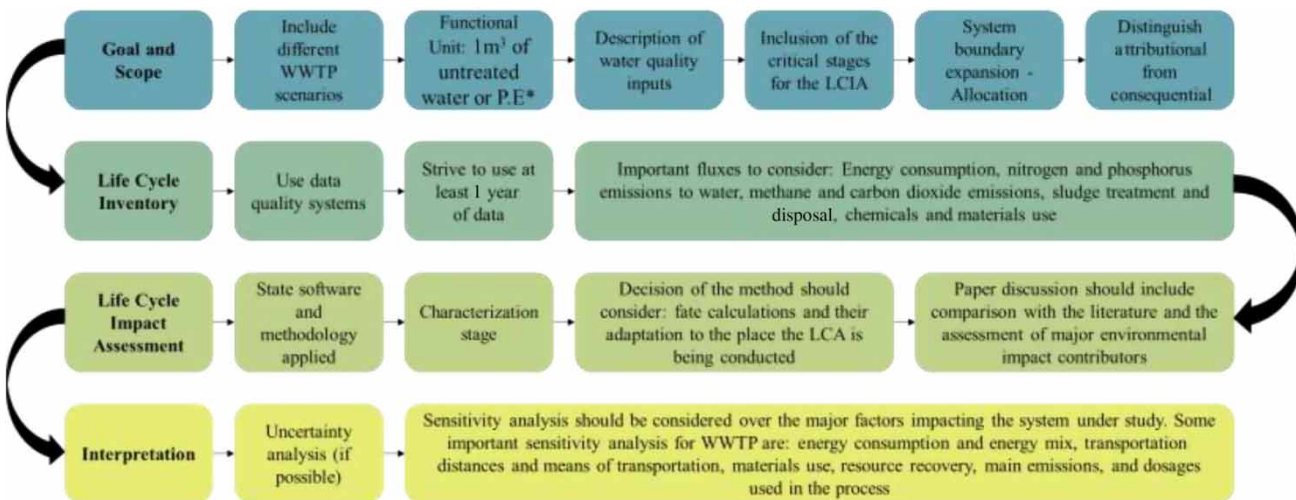 Goal and
Scope
Include
different
WWTP
scenarios
Functional
Unit: 1m³ of
untreated
water or P.E*
Description of
water quality
inputs
Inclusion of the
critical stages
for the LCIA
System
boundary
expansion -
Allocation
Distinguish
attributional
from
consequential
Life Cycle
Inventory
Use data
quality systems
Strive to use at
least 1 year
of data
Important fluxes to consider: Energy consumption, nitrogen and phosphorus
emissions to water, methane and carbon dioxide emissions, sludge treatment and
disposal, chemicals and materials use
Life Cycle
Impact
Assessment
State software
and
methodology
applied
Characterization
stage
Decision of the method should
consider: fate calculations and their
adaptation to the place the LCA is
being conducted
Paper discussion should include
comparison with the literature and the
assessment of major environmental
impact contributors
Interpretation
Uncertainty
analysis (if
possible)
Sensitivity analysis should be considered over the major factors impacting the system under study. Some
important sensitivity analysis for WWTP are: energy consumption and energy mix, transportation
distances and means of transportation, materials use, resource recovery, main emissions, and dosages
used in the process